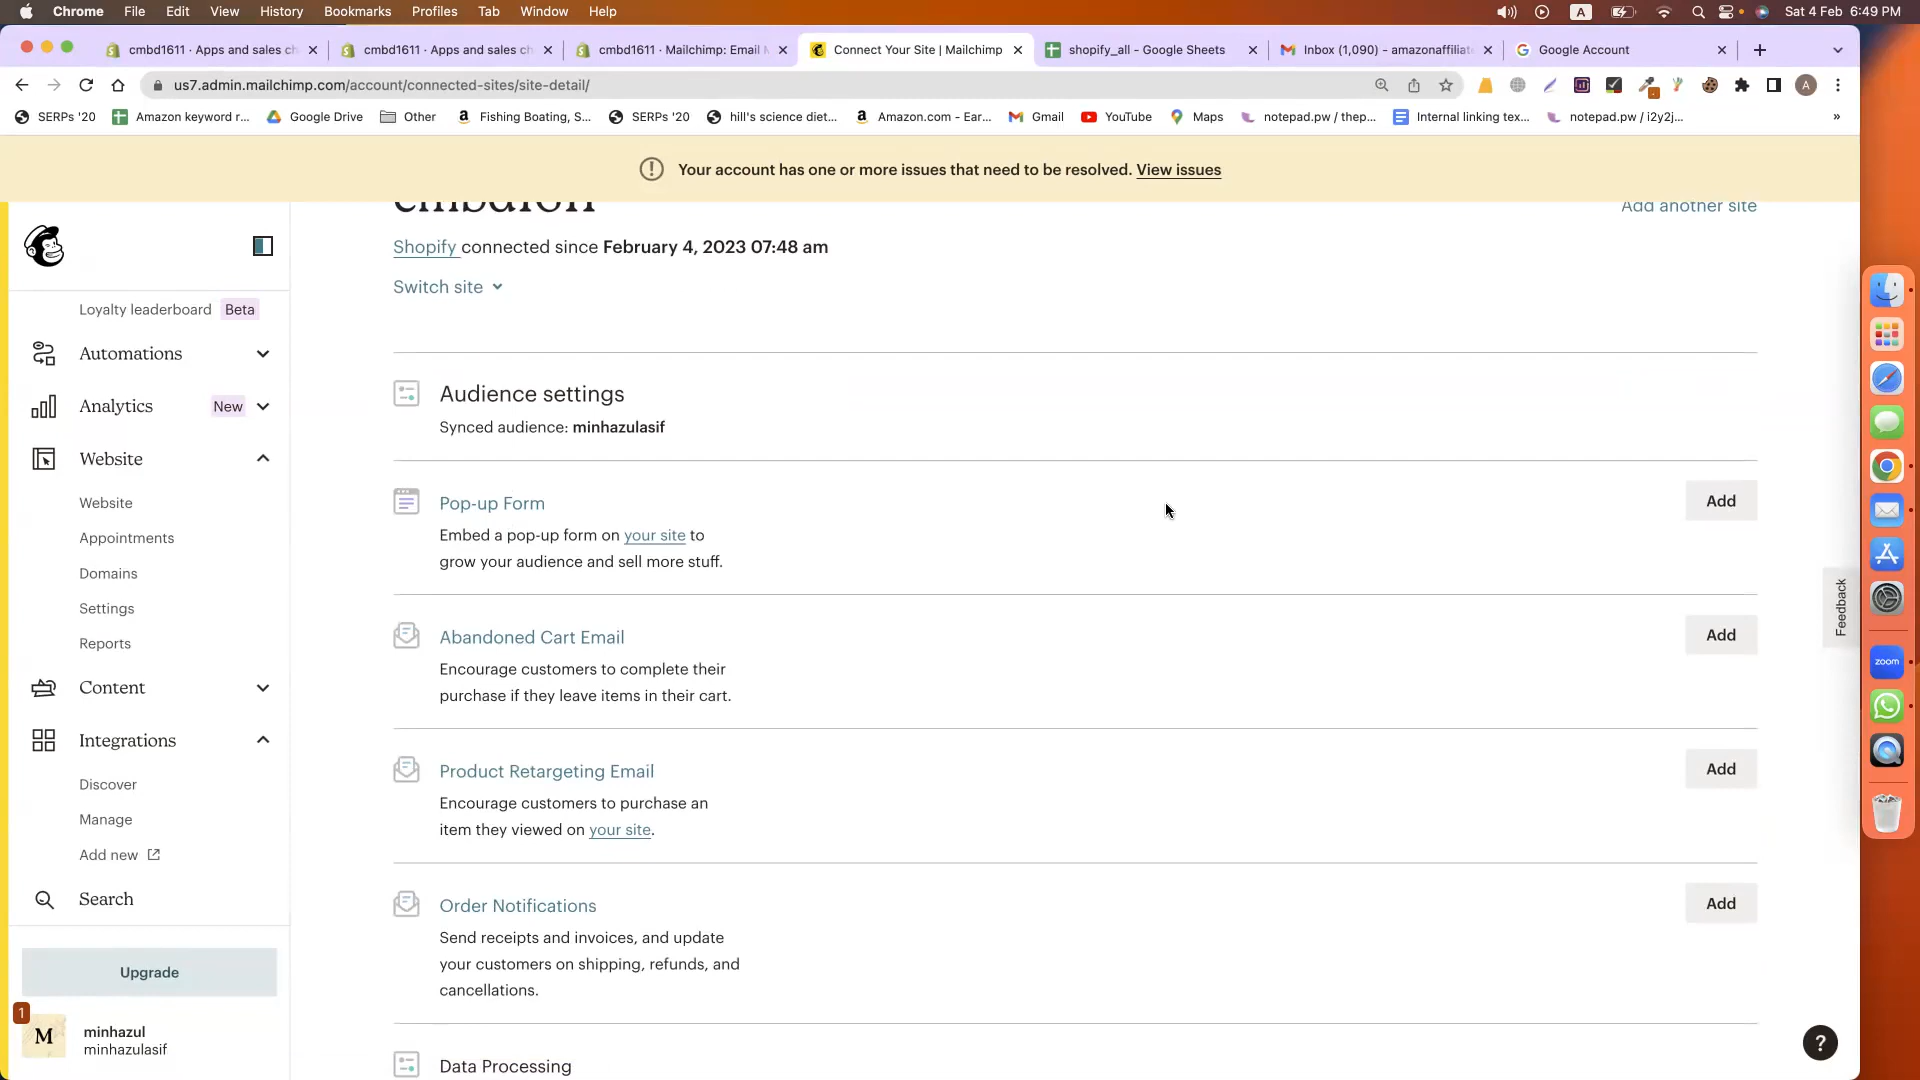 Chrome File Edit View History Bookmarks Profiles Tab Window Help A Sat 4 Feb 6:49 PM
cmbd1611 · Apps and sales ch cmbd1611 · Apps and sales ch cmbd1611 · Mailchimp: Email M Connect Your Site | Mailchimp shopify_all - Google Sheets Inbox (1,090) - amazonaffiliat Google Account
us7.admin.mailchimp.com/account/connected-sites/site-detail/ A
SERPs '20 Amazon keyword r... Google Drive Other Fishing Boating, S... SERPs '20 hill's science diet... Amazon.com - Ear... Gmail YouTube Maps notepad.pw / thep... Internal linking tex... notepad.pw / i2y2j... »
Your account has one or more issues that need to be resolved. View issues
Add another site
Shopify connected since February 4, 2023 07:48 am
Switch site
Loyalty leaderboard Beta
Automations
Analytics New
Website
Website
Appointments
Domains
Settings
Reports
Content
Integrations
Discover
Manage
Add new
Search
Upgrade
1
M
minhazul
minhazulasif
Audience settings
Synced audience: minhazulasif
Pop-up Form
Add
Embed a pop-up form on your site to
grow your audience and sell more stuff.
Abandoned Cart Email
Add
Encourage customers to complete their
purchase if they leave items in their cart.
Product Retargeting Email
Add
Encourage customers to purchase an
item they viewed on your site.
Order Notifications
Add
Send receipts and invoices, and update
your customers on shipping, refunds, and
cancellations.
Data Processing
Feedback
zoom
?